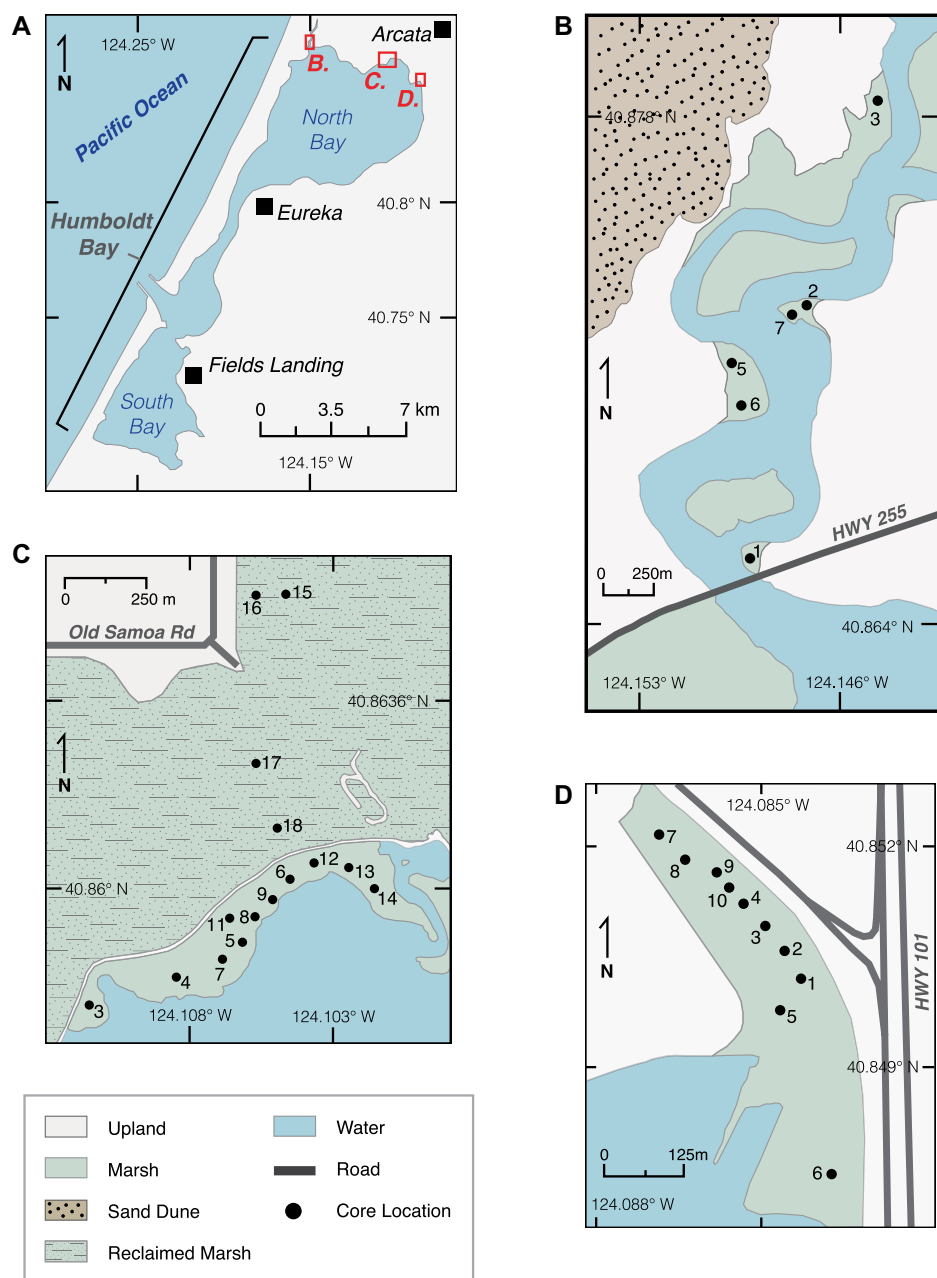 A
124.25° W
Arcata
N
B.
C.
D.
Pacific Ocean
North
Bay
40.8° N
Eureka
Humboldt
Bay
40.75° N
Fields Landing
South
Bay
0 3.5 7 km
124.15° W
B
40.878° N
3
2
7
5
N
6
1
HWY 255
0 250m
40.864° N
124.153° W
124.146° W
C
0 250 m
16 15
Old Samoa Rd
40.8636° N
N
17
18
12
6 13
40.86° N
9 14
11 8
5
7
4
3
124.108° W
124.103° W
D
124.085° W
7
40.852° N
8 9
10 4
3
N
2
1
HWY 101
5
40.849° N
0 125m
6
124.088° W
Upland
Water
Marsh
Road
Sand Dune
Core Location
Reclaimed Marsh